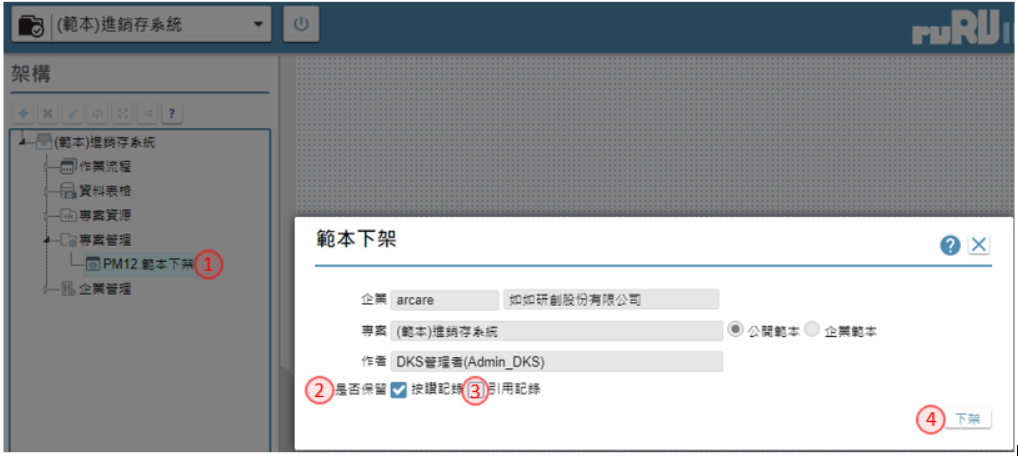 (範本)進銷存系統
ruRU
架構
?
(範本)進銷存系統
作業流程
資料表格
專案資源
專案管理
PM12.範本下架 1
企業管理
範本下架
?
企業 arcare 如如研創股份有限公司
專案 (範本)進銷存系統 公開範本 企業範本
作者 DKS管理者(Admin_DKS)
2 是否保留 按讚記錄 3 引用記錄
4 下架